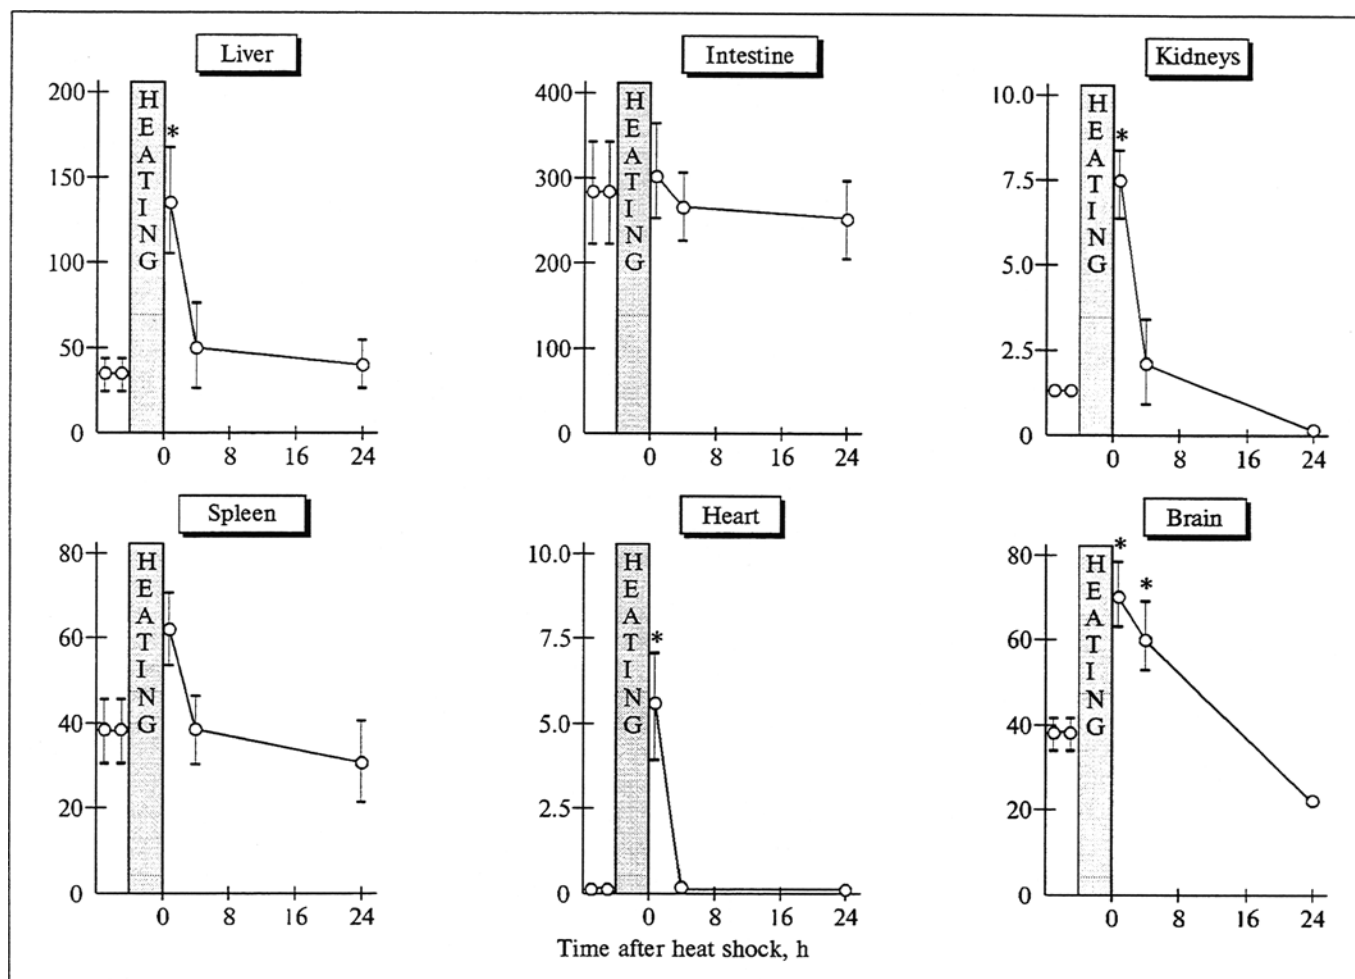 Liver
200
150
100
50
0
HEATING
*
0 8 16 24
Intestine
400
300
200
100
0
HEATING
0 8 16 24
Kidneys
10.0
7.5
5.0
2.5
0
HEATING
*
0 8 16 24
Spleen
80
60
40
20
0
HEATING
0 8 16 24
Heart
10.0
7.5
5.0
2.5
0
HEATING
*
0 8 16 24
Time after heat shock, h
Brain
80
60
40
20
0
HEATING
*
*
0 8 16 24